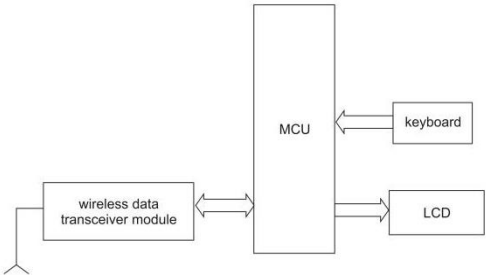 MCU
keyboard
wireless data
transceiver module
LCD